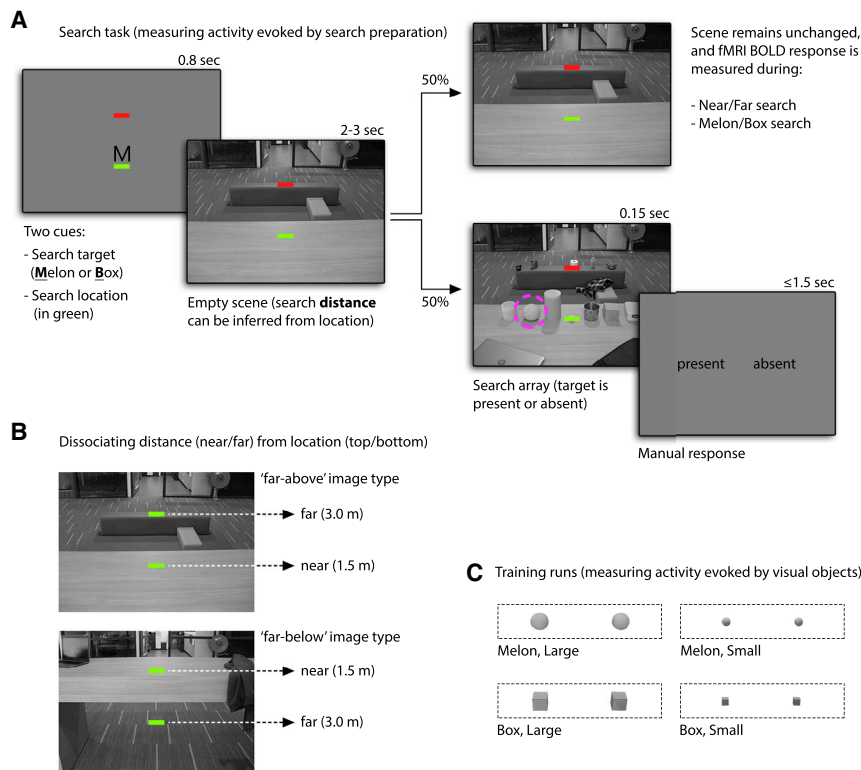 A
Search task (measuring activity evoked by search preparation)
0.8 sec
M
Two cues:
- Search target
(Melon or Box)
- Search location
(in green)
2-3 sec
Empty scene (search distance
can be inferred from location)
50%
50%
Scene remains unchanged,
and fMRI BOLD response is
measured during:
- Near/Far search
- Melon/Box search
0.15 sec
Search array (target is
present or absent)
≤1.5 sec
present absent
Manual response
B
Dissociating distance (near/far) from location (top/bottom)
'far-above' image type
far (3.0 m)
near (1.5 m)
'far-below' image type
near (1.5 m)
far (3.0 m)
C
Training runs (measuring activity evoked by visual objects)
Melon, Large
Melon, Small
Box, Large
Box, Small